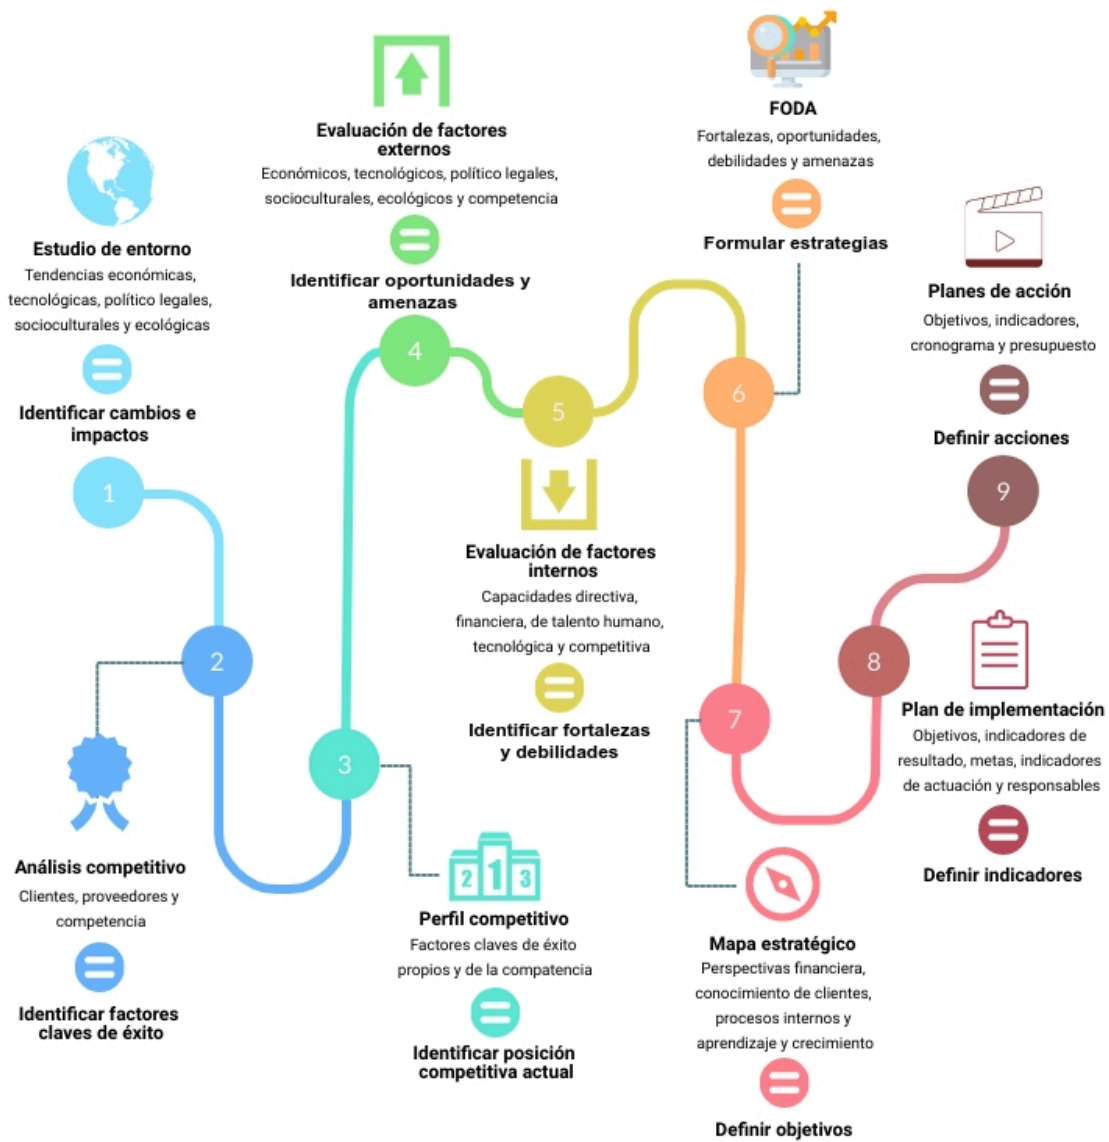 Estudio de entorno
Tendencias económicas,
tecnológicas, político legales,
socioculturales y ecológicas
Identificar cambios e
impactos
1
2
Análisis competitivo
Clientes, proveedores y
competencia
Identificar factores
claves de éxito
3
2 1 3
Perfil competitivo
Factores claves de éxito
propios y de la compatencia
Identificar posición
competitiva actual
Evaluación de factores
externos
Económicos, tecnológicos, político legales,
socioculturales, ecológicos y competencia
Identificar oportunidades y
amenazas
4
5
Evaluación de factores
internos
Capacidades directiva,
financiera, de talento humano,
tecnológica y competitiva
Identificar fortalezas
y debilidades
FODA
Fortalezas, oportunidades,
debilidades y amenazas
Formular estrategias
6
7
Mapa estratégico
Perspectivas financiera,
conocimiento de clientes,
procesos internos y
aprendizaje y crecimiento
Definir objetivos
8
Plan de implementación
Objetivos, indicadores de
resultado, metas, indicadores
de actuación y responsables
Definir indicadores
Planes de acción
Objetivos, indicadores,
cronograma y presupuesto
Definir acciones
9